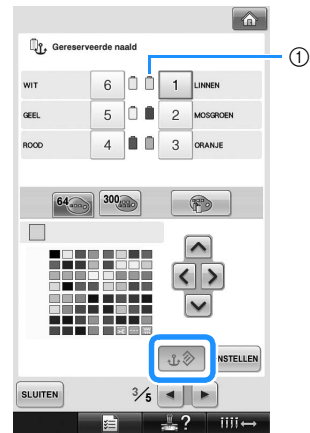 Gereserveerde naald
①
WIT 6 1 LINNEN
GEEL 5 2 MOSGROEN
ROOD 4 3 ORANJE
64 300
INSTELLEN
SLUITEN 3/5
?